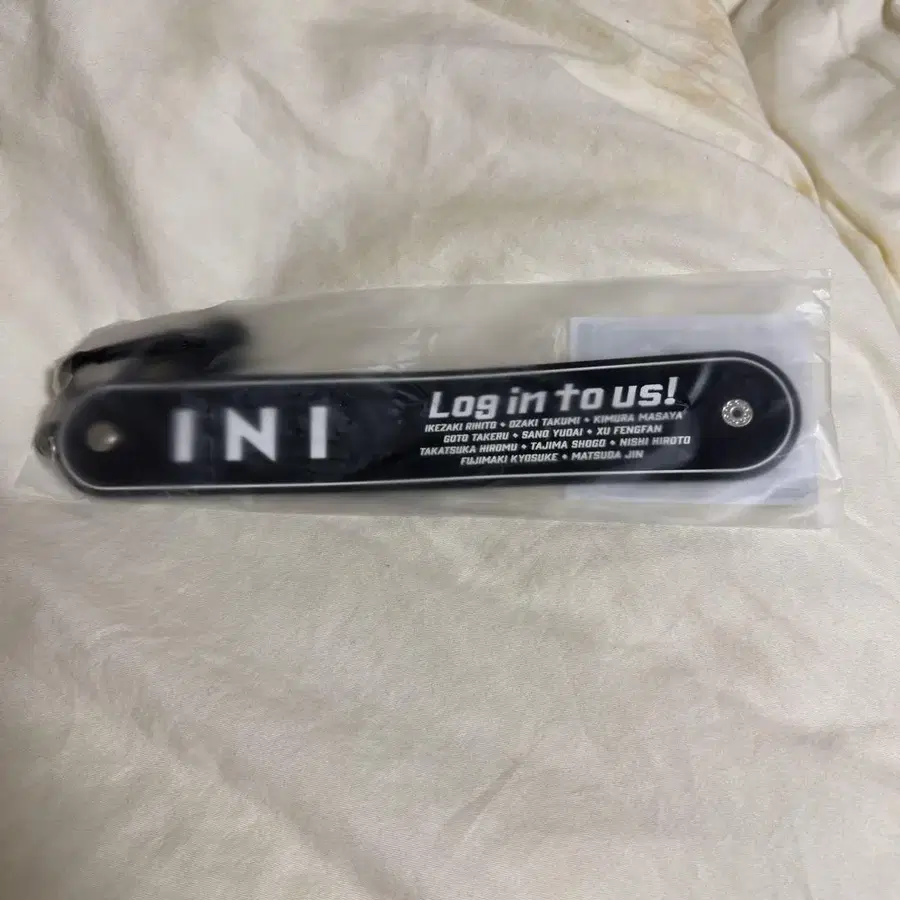 INI
Log in to us!
IKEZAKI RIHITO • OZAKI TAKUMI • KIMURA MASAYA
GOTO TAKERU • SANO YUDAI • XU FENGFAN
TAKATSUKA HIROMU • TAJIMA SHOGO • NISHI HIROTO
FUJIMAKI KYOSUKE • MATSUDA JIN